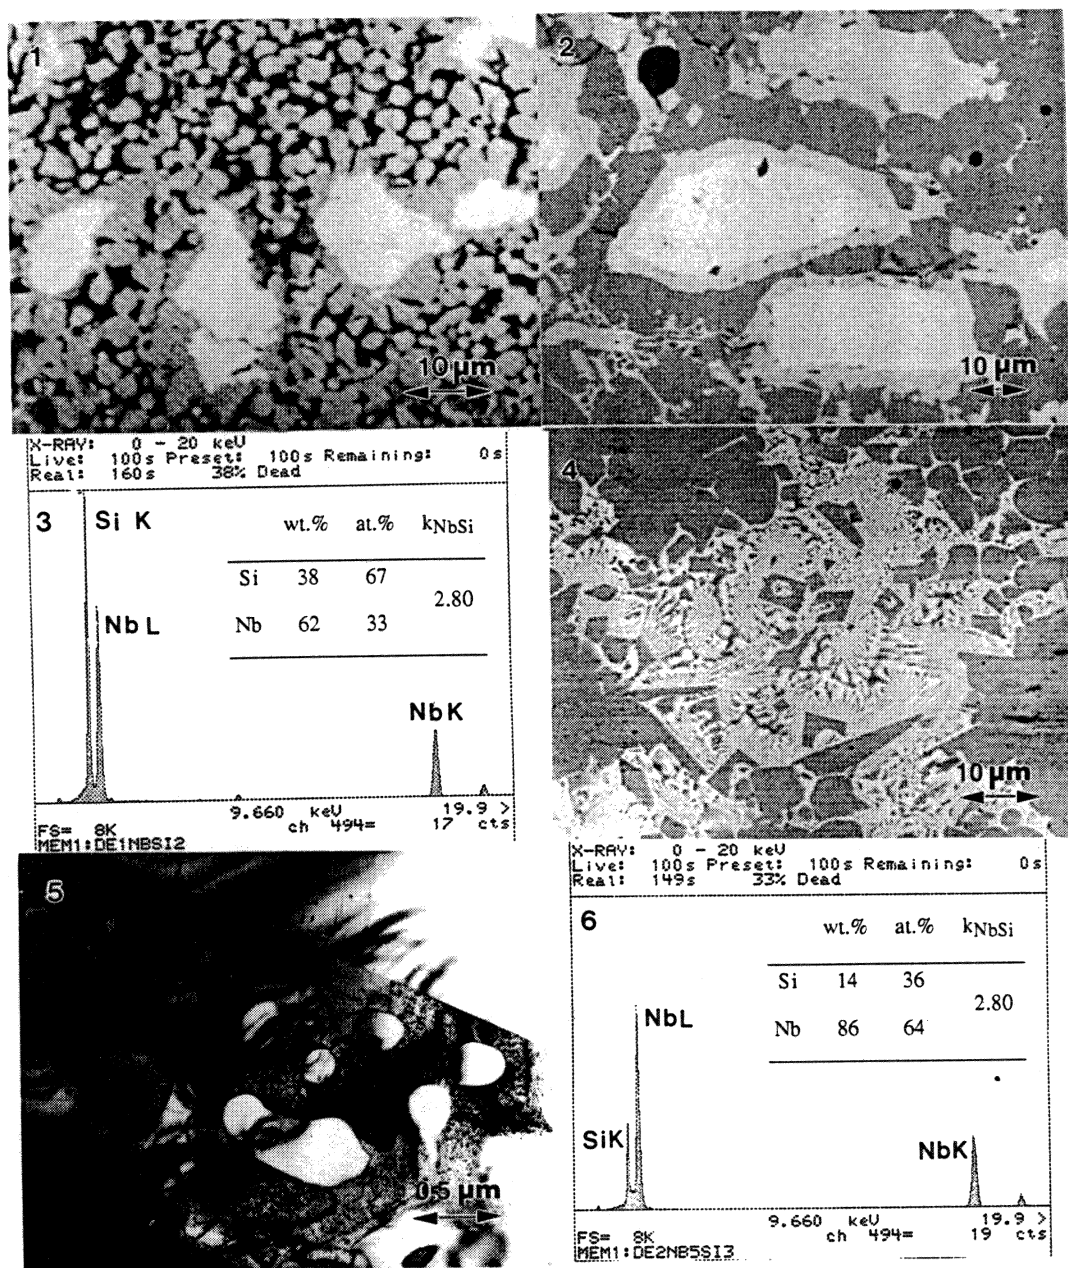 1
10 µm
2
10 µm
X-RAY: 0 - 20 keV
Live: 100s Preset: 100s Remaining: 0s
Real: 160s 38% Dead
3
Si K
Nb L
Nb K
wt.% at.% kNbSi
Si 38 67
2.80
Nb 62 33
9.660 keV 19.9 >
FS= 8K ch 494= 17 cts
MEM1:DE1NBSI2
4
10 µm
5
0.5 µm
X-RAY: 0 - 20 keV
Live: 100s Preset: 100s Remaining: 0s
Real: 149s 33% Dead
6
wt.% at.% kNbSi
Si 14 36
2.80
Nb 86 64
NbL
SiK
NbK
9.660 keV 19.9 >
FS= 8K ch 494= 19 cts
MEM1:DE2NB5SI3